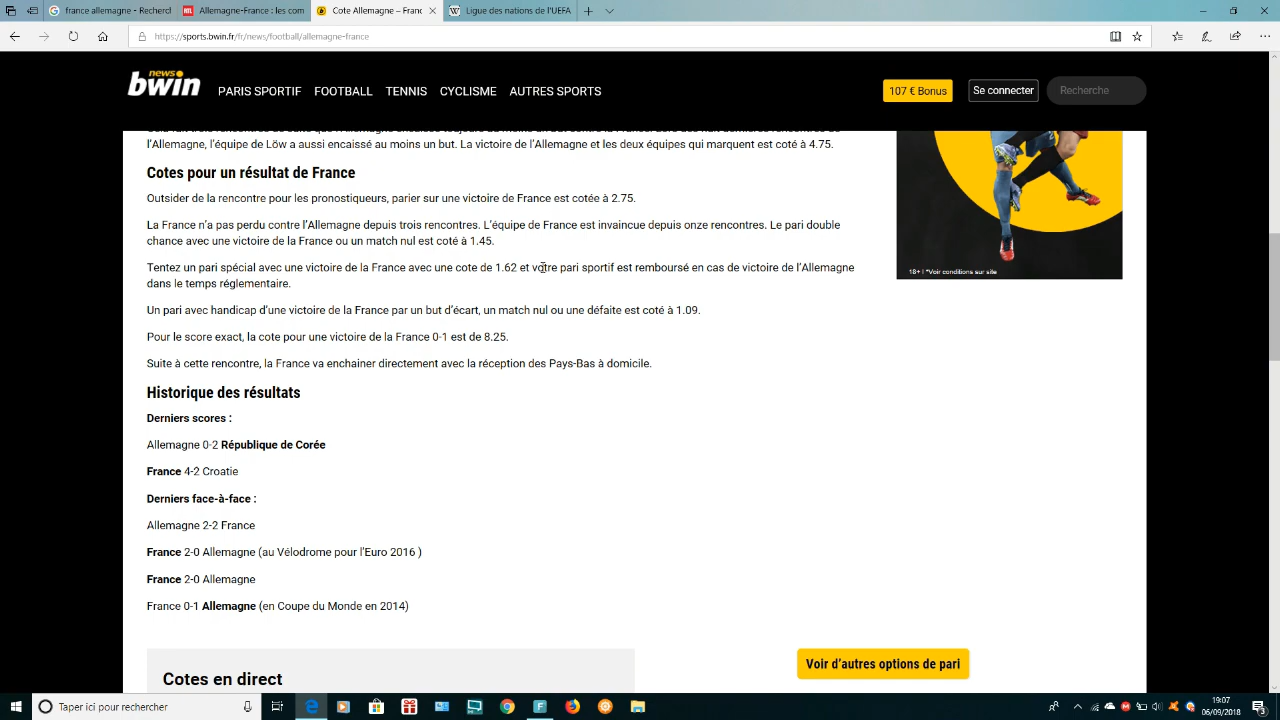 france allemagne - Recherch
Allemagne-France : les com
Cote Allemagne – Franc
Ligue des nations de l'UEFA
https://sports.bwin.fr/fr/news/football/allemagne-france
news
bwin
PARIS SPORTIF FOOTBALL TENNIS CYCLISME AUTRES SPORTS
107 € Bonus
Se connecter
Recherche
l'Allemagne, l'équipe de Löw a aussi encaissé au moins un but. La victoire de l'Allemagne et les deux équipes qui marquent est coté à 4.75.
Cotes pour un résultat de France
Outsider de la rencontre pour les pronostiqueurs, parier sur une victoire de France est cotée à 2.75.
La France n'a pas perdu contre l'Allemagne depuis trois rencontres. L'équipe de France est invaincue depuis onze rencontres. Le pari double
chance avec une victoire de la France ou un match nul est coté à 1.45.
Tentez un pari spécial avec une victoire de la France avec une cote de 1.62 et votre pari sportif est remboursé en cas de victoire de l'Allemagne
dans le temps réglementaire.
Un pari avec handicap d'une victoire de la France par un but d'écart, un match nul ou une défaite est coté à 1.09.
Pour le score exact, la cote pour une victoire de la France 0-1 est de 8.25.
Suite à cette rencontre, la France va enchainer directement avec la réception des Pays-Bas à domicile.
18+ I *Voir conditions sur site
Historique des résultats
Derniers scores :
Allemagne 0-2 République de Corée
France 4-2 Croatie
Derniers face-à-face :
Allemagne 2-2 France
France 2-0 Allemagne (au Vélodrome pour l'Euro 2016 )
France 2-0 Allemagne
France 0-1 Allemagne (en Coupe du Monde en 2014)
Cotes en direct
Voir d'autres options de pari
Taper ici pour rechercher
19:07
06/09/2018